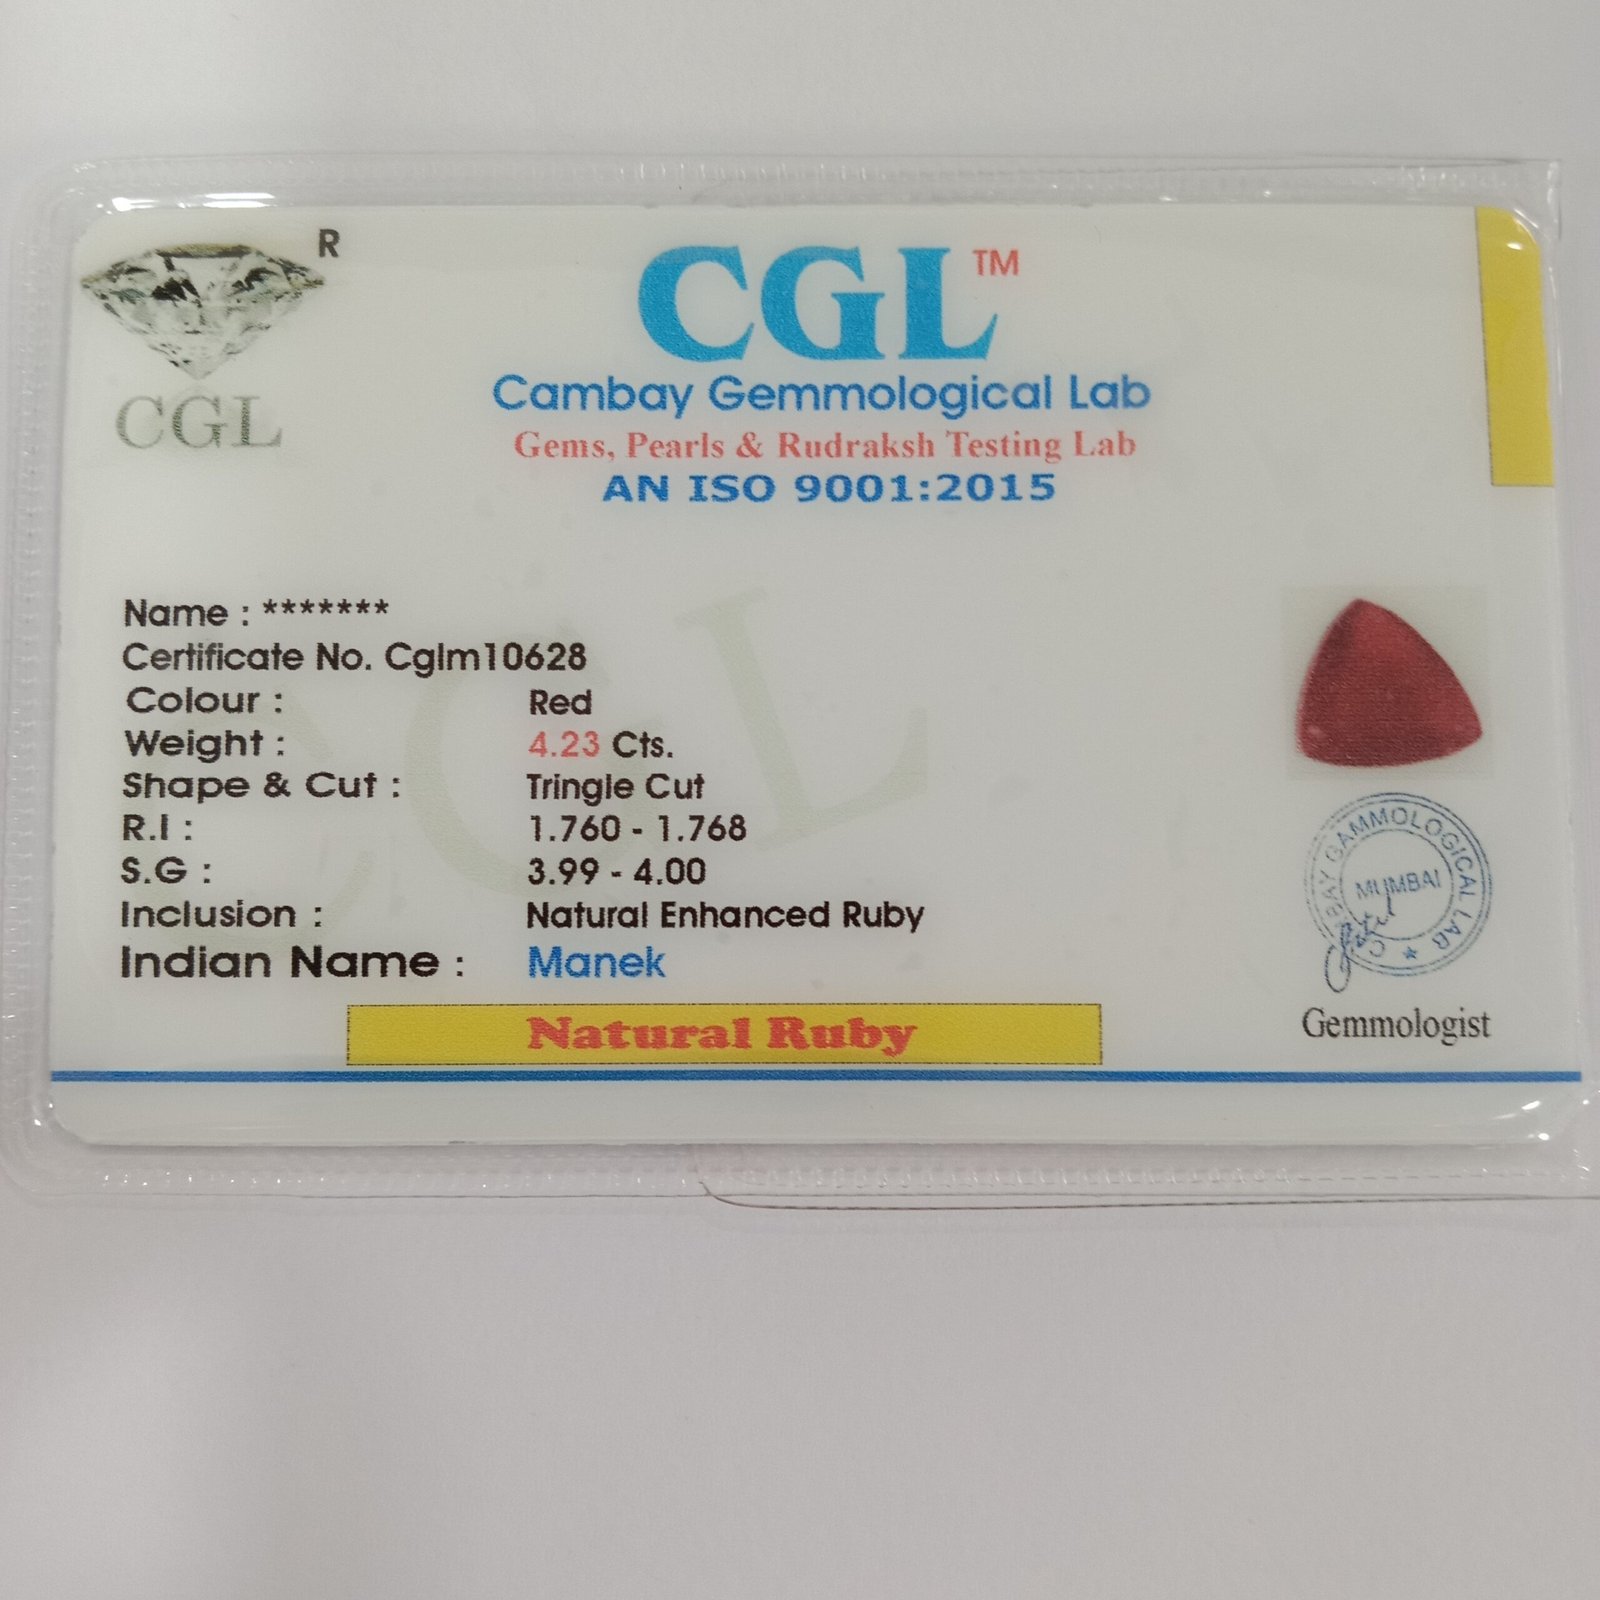 R
CGL
CGL™
Cambay Gemmological Lab
Gems, Pearls & Rudraksh Testing Lab
AN ISO 9001:2015
Name : *******
Certificate No. Cglm10628
Colour : Red
Weight : 4.23 Cts.
Shape & Cut : Tringle Cut
R.I : 1.760 - 1.768
S.G : 3.99 - 4.00
Inclusion : Natural Enhanced Ruby
Indian Name : Manek
Natural Ruby
CAMBAY GAMMOLOGICAL LAB
MUMBAI
Gemmologist
CGL